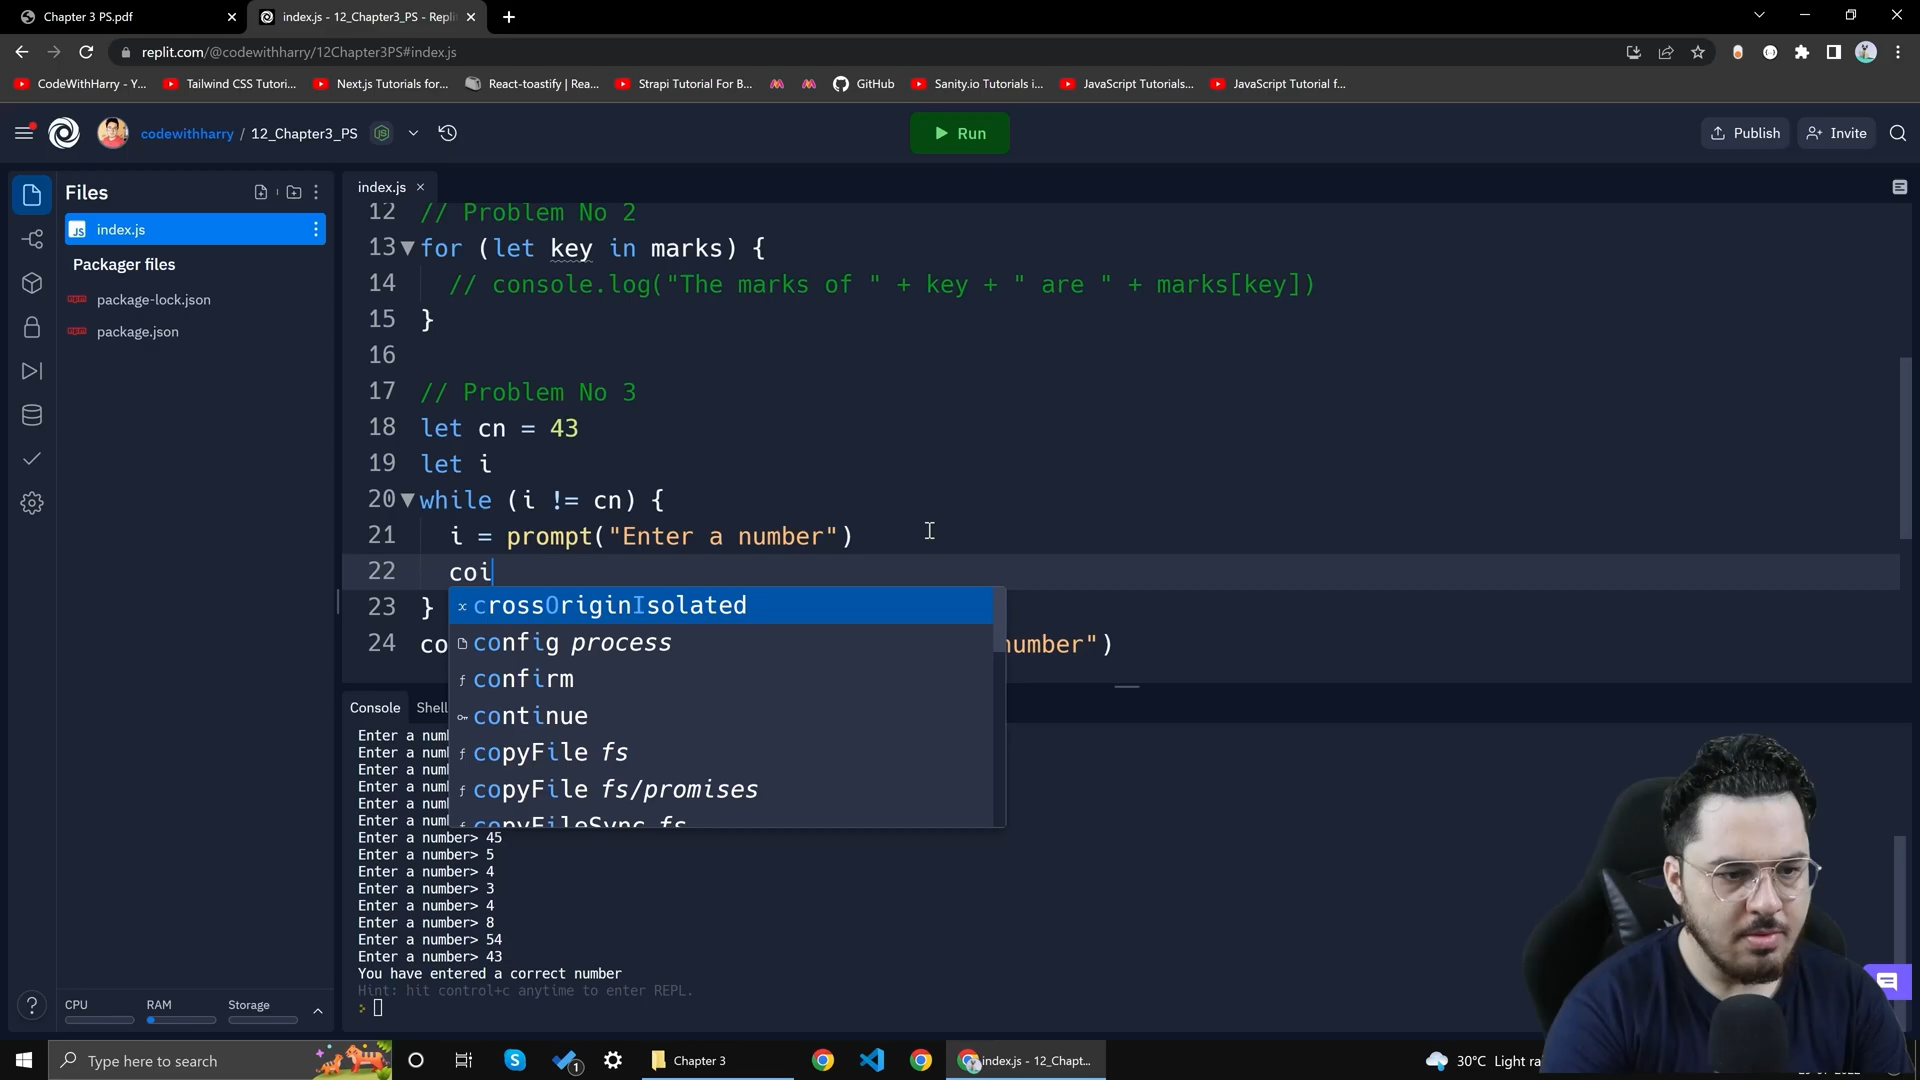 Chapter 3 PS.pdf
index.js - 12_Chapter3_PS - Repli
replit.com/@codewithharry/12Chapter3PS#index.js
CodeWithHarry - Y...
Tailwind CSS Tutori...
Next.js Tutorials for...
React-toastify | Rea...
Strapi Tutorial For B...
GitHub
Sanity.io Tutorials i...
JavaScript Tutorials...
JavaScript Tutorial f...
codewithharry / 12_Chapter3_PS
Run
Publish
Invite
Files
index.js
Packager files
package-lock.json
package.json
index.js
12 // Problem No 2
13 for (let key in marks) {
14 // console.log("The marks of " + key + " are " + marks[key])
15 }
16
17 // Problem No 3
18 let cn = 43
19 let i
20 while (i != cn) {
21 i = prompt("Enter a number")
22 coi
23 }
24 co number")
crossOriginIsolated
config process
confirm
continue
copyFile fs
copyFile fs/promises
copyFileSync fs
Console
Shell
Enter a num
Enter a num
Enter a num
Enter a num
Enter a num
Enter a num
Enter a number> 45
Enter a number> 5
Enter a number> 4
Enter a number> 3
Enter a number> 4
Enter a number> 8
Enter a number> 54
Enter a number> 43
You have entered a correct number
Hint: hit control+c anytime to enter REPL.
CPU
RAM
Storage
Type here to search
1
Chapter 3
index.js - 12_Chapt...
30°C Light ra